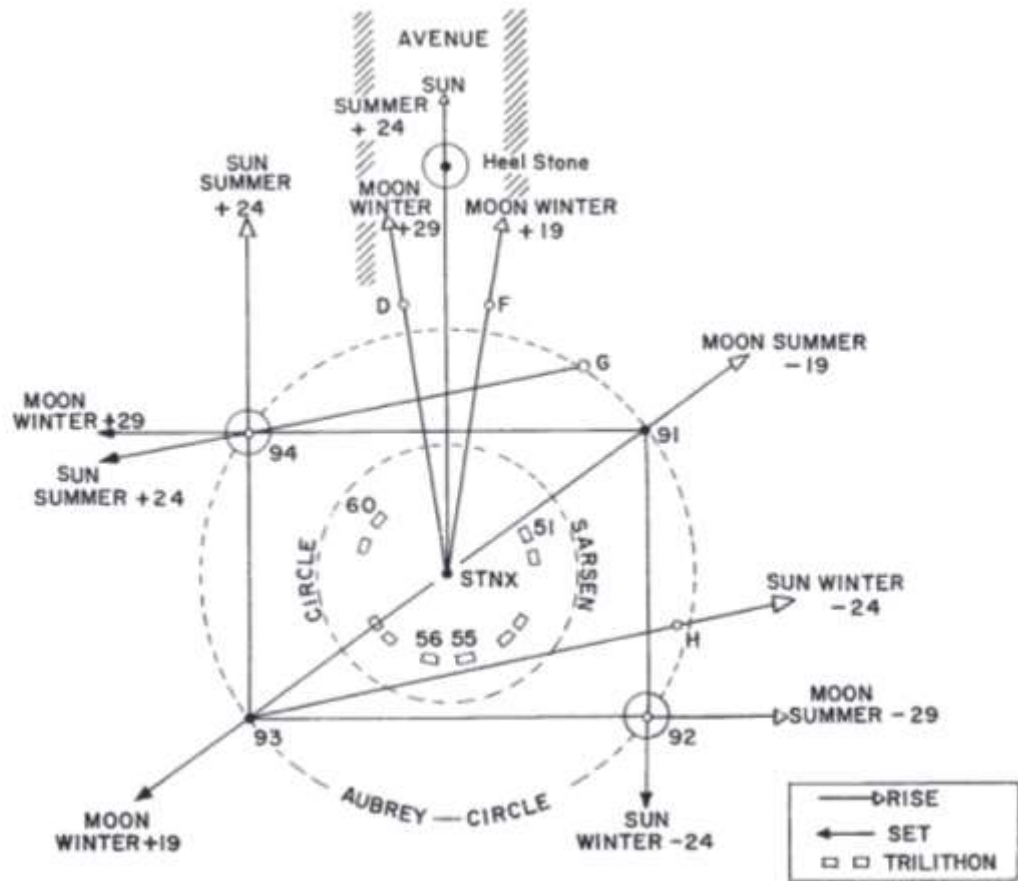 AVENUE
SUN
SUMMER
+ 24
Heel Stone
SUN
SUMMER
+24
MOON
WINTER
+29
MOON WINTER
+19
D
F
G
MOON SUMMER
-19
MOON
WINTER +29
94
91
SUN
SUMMER +24
60
51
CIRCLE
SARSEN
STNX
SUN WINTER
-24
56
55
H
MOON
SUMMER -29
93
92
AUBREY — CIRCLE
MOON
WINTER+19
SUN
WINTER -24
RISE
SET
TRILITHON